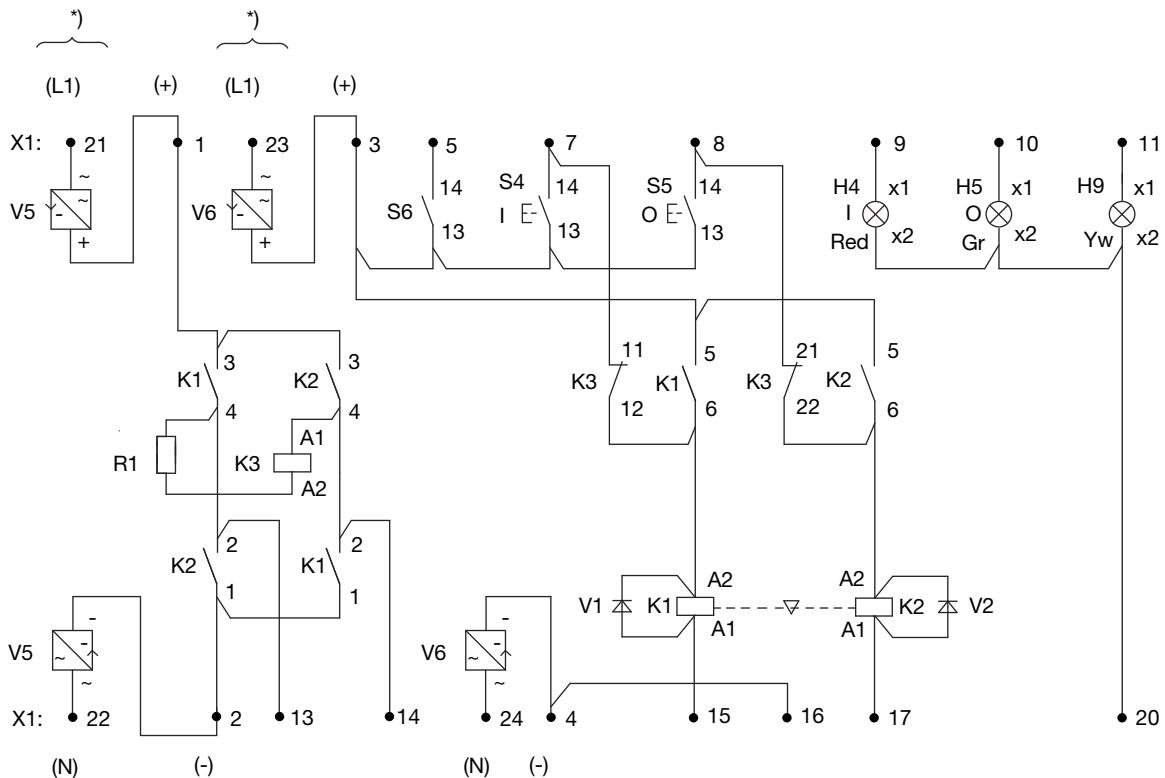 *) *)
(L1) (+) (L1) (+)
X1: 21 1 23 3 5 7 8 9 10 11
~ ~
V5 ~ - V6 ~ - S6 14 S4 14 S5 14 H4 x1 H5 x1 H9 x1
I O I O
+ + 13 13 13 Red x2 Gr x2 Yw x2
3 3 11 5 21 5
K1 K2 K3 K1 K3 K2
4 4 12 6 22 6
R1 K3 A1
A2
K2 2 K1 2
1 1
A2 A2
V1 K1 K2 V2
A1 A1
- -
V5 - ~ V6 - ~
~ ~
X1: 22 2 13 14 24 4 15 16 17 20
(N) (-) (N) (-)